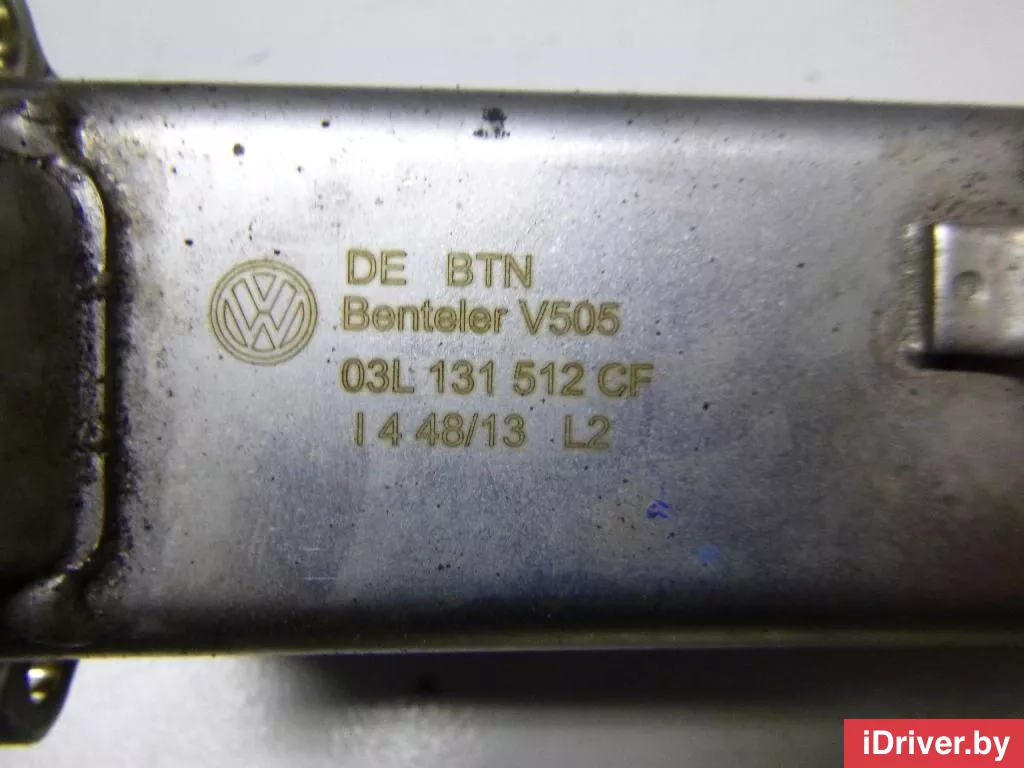 DE BTN
Benteler V505
03L 131 512 CF
I 4 48/13 L2
iDriver.by